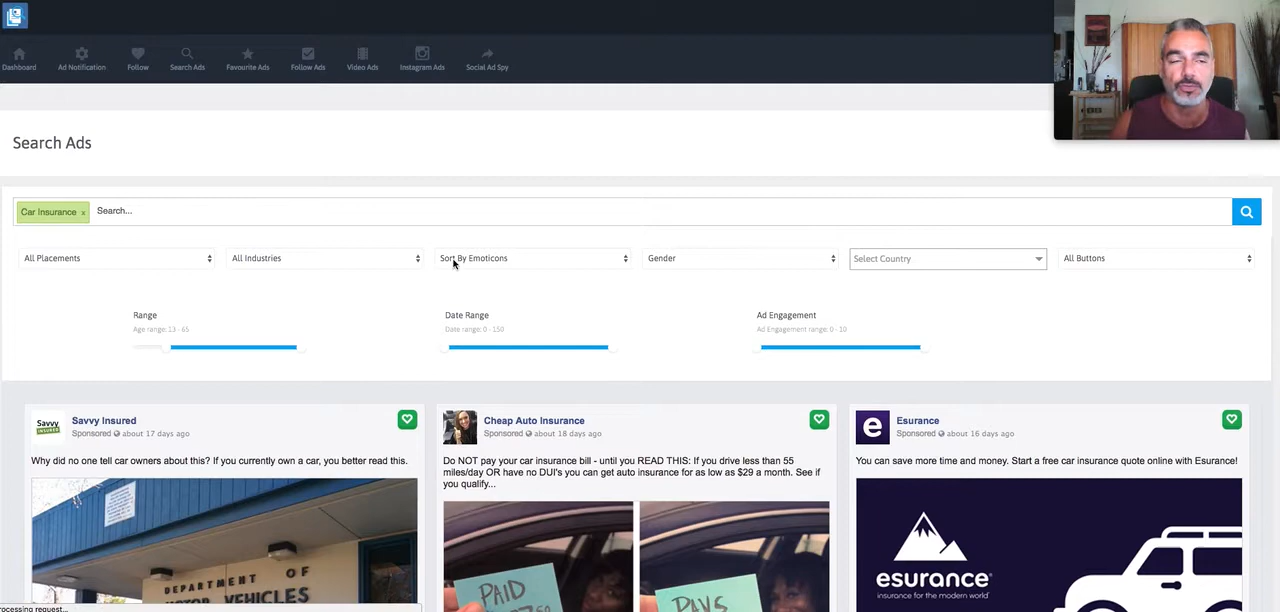 Dashboard
Ad Notification
Follow
Search Ads
Favourite Ads
Follow Ads
Video Ads
Instagram Ads
Social Ad Spy
Search Ads
Car Insurance x Search...
All Placements
All Industries
Sort By Emoticons
Gender
Select Country
All Buttons
Range
Age range: 13 - 65
Date Range
Date range: 0 - 150
Ad Engagement
Ad Engagement range: 0 - 10
Savvy Insured
Sponsored about 17 days ago
Why did no one tell car owners about this? If you currently own a car, you better read this.
Savvy
INSURED
DEPARTMENT OF
MOTOR VEHICLES
Cheap Auto Insurance
Sponsored about 18 days ago
Do NOT pay your car insurance bill - until you READ THIS: If you drive less than 55
miles/day OR have no DUI's you can get auto insurance for as low as $29 a month. See if
you qualify...
PAID
PAYS
Esurance
Sponsored about 16 days ago
You can save more time and money. Start a free car insurance quote online with Esurance!
e
esurance®
insurance for the modern world®
rocessing request...